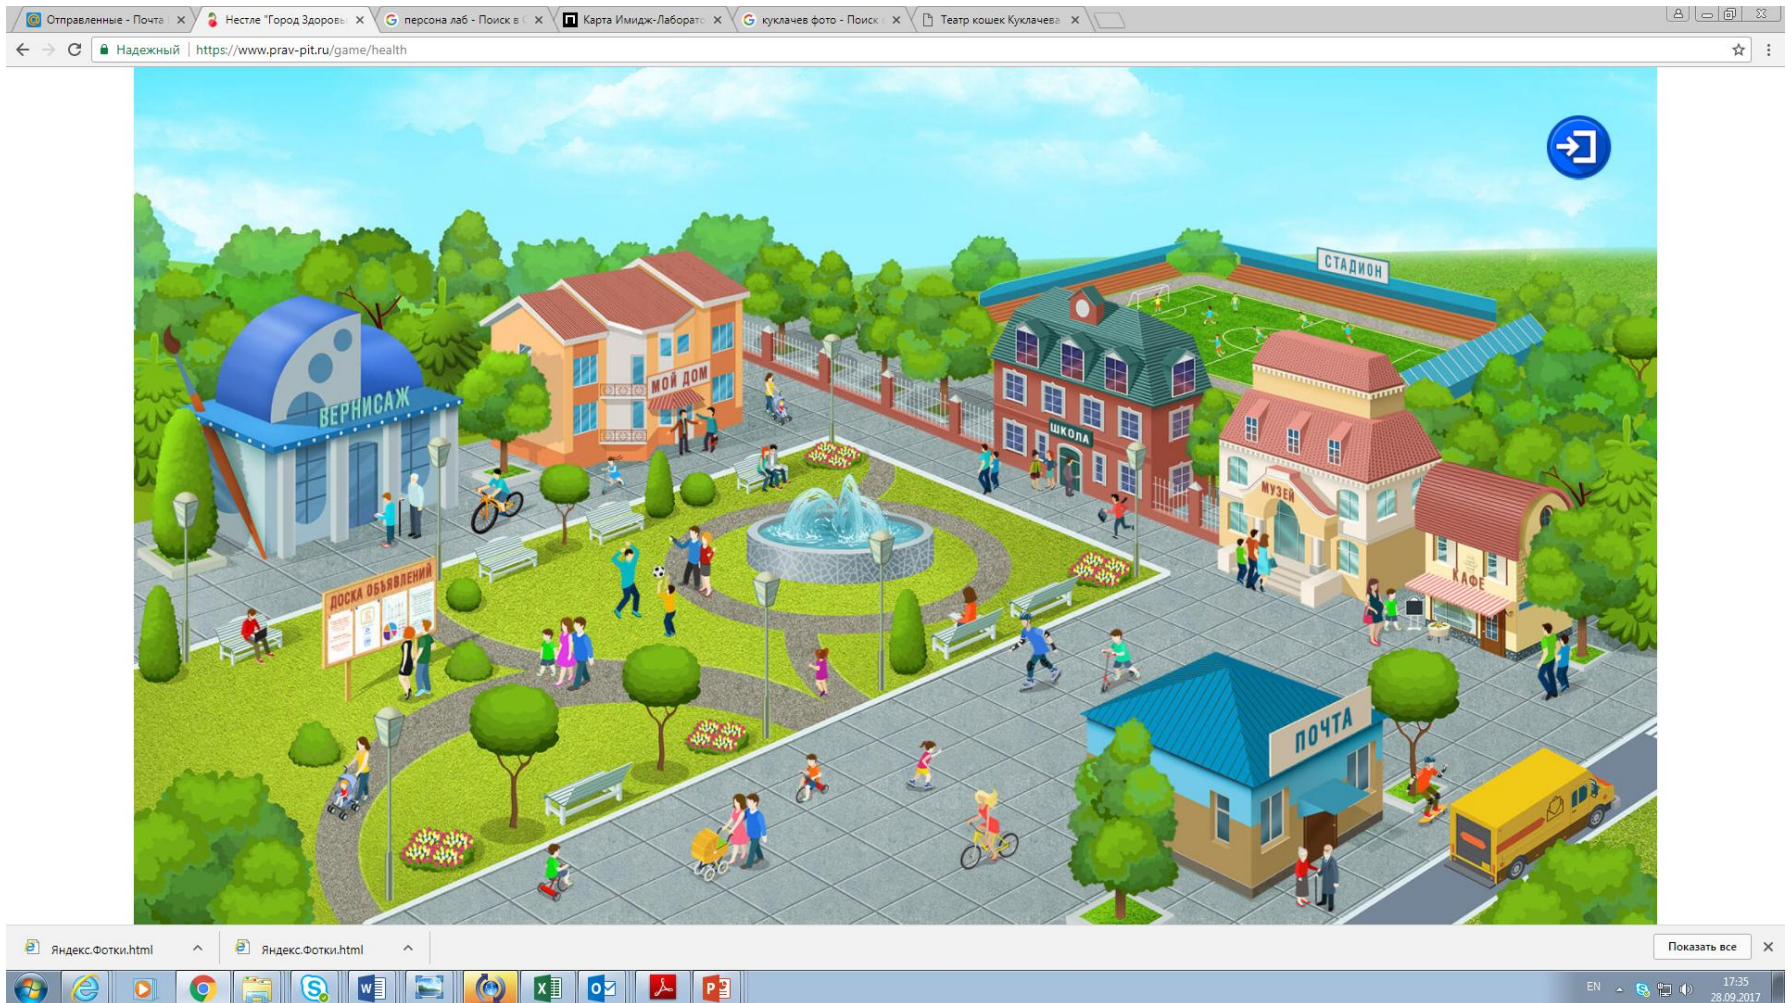 Отправленные - Почта
Нестле "Город Здоровь
персона лаб - Поиск в
Карта Имидж-Лаборато
куклачев фото - Поиск
Театр кошек Куклачева
Надежный
https://www.prav-pit.ru/game/health
СТАДИОН
МОЙ ДОМ
ВЕРНИСАЖ
ШКОЛА
МУЗЕЙ
КАФЕ
ДОСКА ОБЪЯВЛЕНИЙ
ПОЧТА
Яндекс.Фотки.html
Яндекс.Фотки.html
Показать все
EN
17:35
28.09.2017